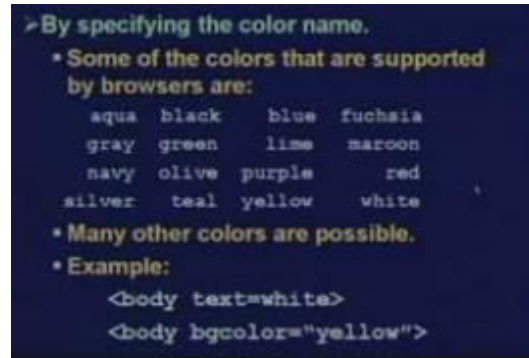 ➢By specifying the color name.
▪ Some of the colors that are supported
by browsers are:
aqua black blue fuchsia
gray green lime maroon
navy olive purple red
silver teal yellow white
▪ Many other colors are possible.
▪ Example:
<body text=white>
<body bgcolor="yellow">